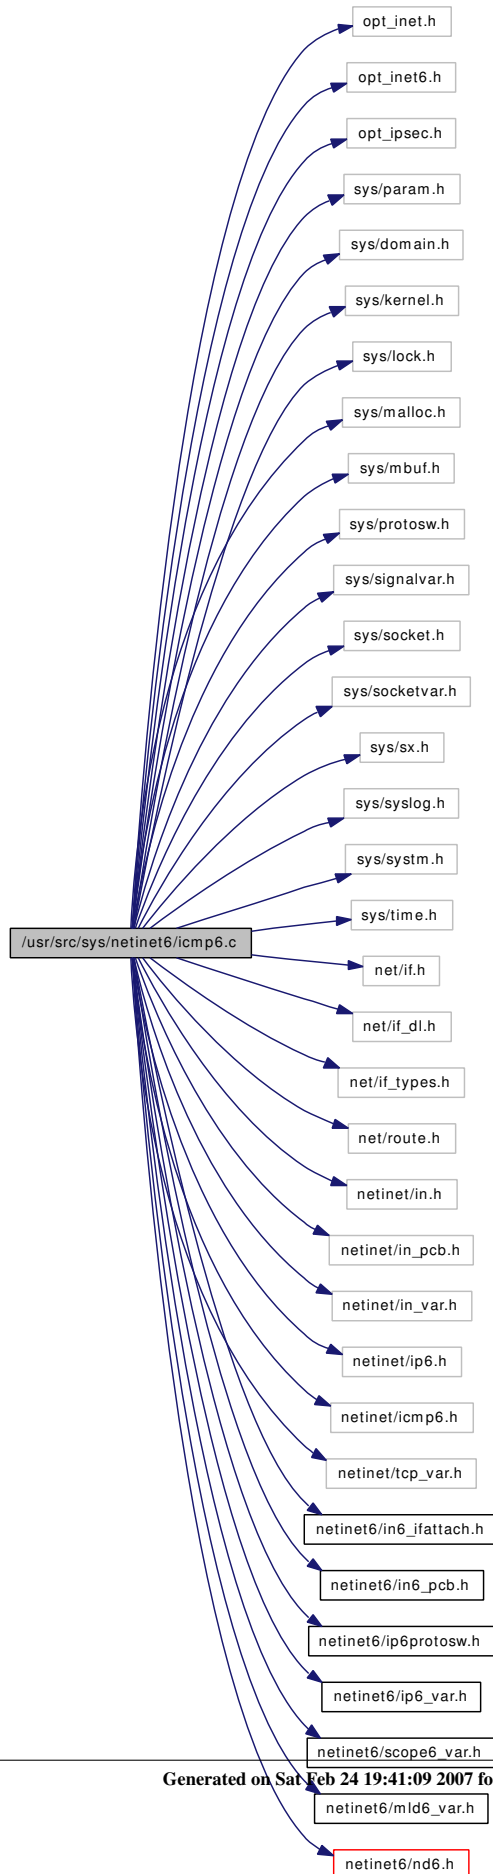 opt_inet.h
opt_inet6.h
opt_ipsec.h
sys/param.h
sys/domain.h
sys/kernel.h
sys/lock.h
sys/malloc.h
sys/mbuf.h
sys/protosw.h
sys/signalvar.h
sys/socket.h
sys/socketvar.h
sys/sx.h
sys/syslog.h
sys/systm.h
sys/time.h
/usr/src/sys/netinet6/icmp6.c
net/if.h
net/if_dl.h
net/if_types.h
net/route.h
netinet/in.h
netinet/in_pcb.h
netinet/in_var.h
netinet/ip6.h
netinet/icmp6.h
netinet/tcp_var.h
netinet6/in6_ifattach.h
netinet6/in6_pcb.h
netinet6/ip6protosw.h
netinet6/ip6_var.h
netinet6/scope6_var.h
Generated on Sat Feb 24 19:41:09 2007 fo
netinet6/mld6_var.h
netinet6/nd6.h